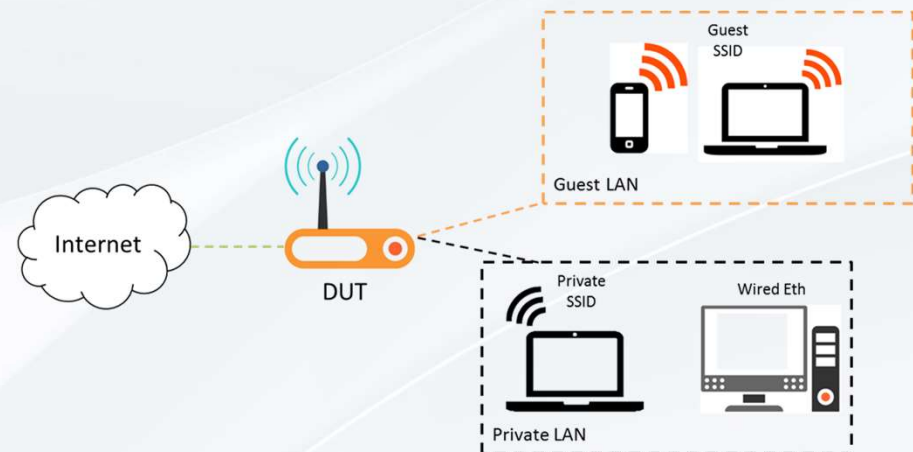 Guest
SSID
Guest LAN
Internet
DUT
Private
SSID
Wired Eth
Private LAN